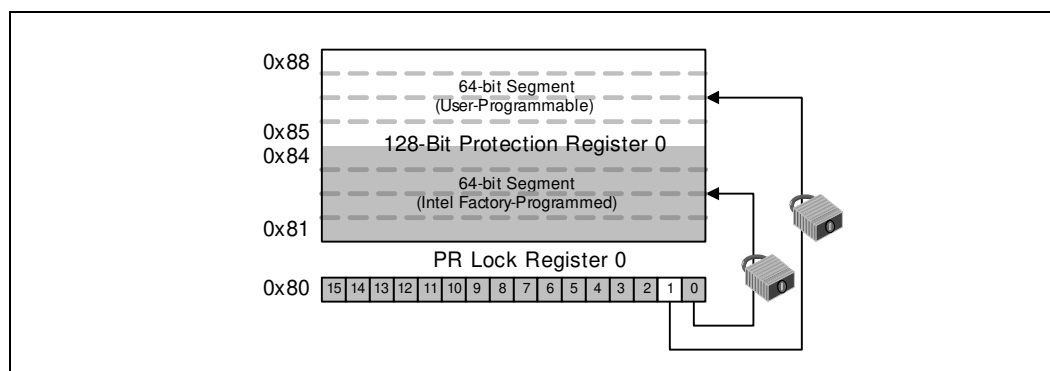 0x88
64-bit Segment
(User-Programmable)
0x85
128-Bit Protection Register 0
0x84
64-bit Segment
(Intel Factory-Programmed)
0x81
PR Lock Register 0
0x80 15 14 13 12 11 10 9 8 7 6 5 4 3 2 1 0